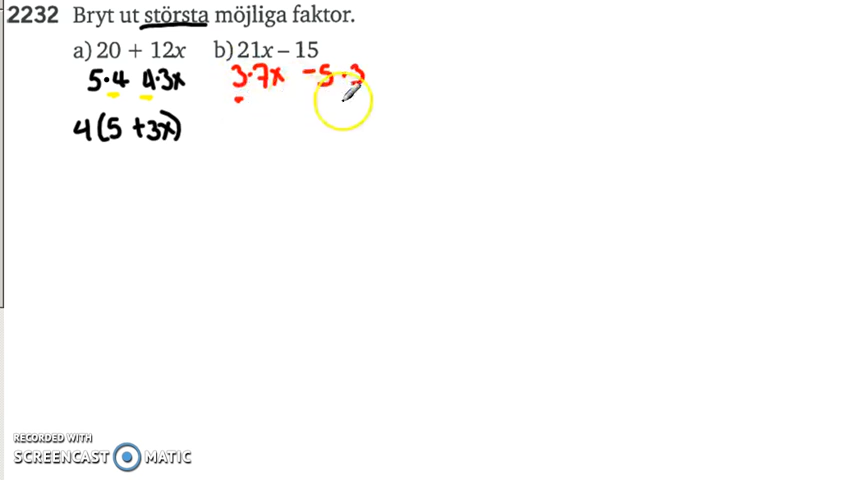 2232 Bryt ut största möjliga faktor.
a) 20 + 12x b) 21x – 15
5·4 4·3x 3·7x -5·3
4(5 +3x)
RECORDED WITH
SCREENCAST MATIC